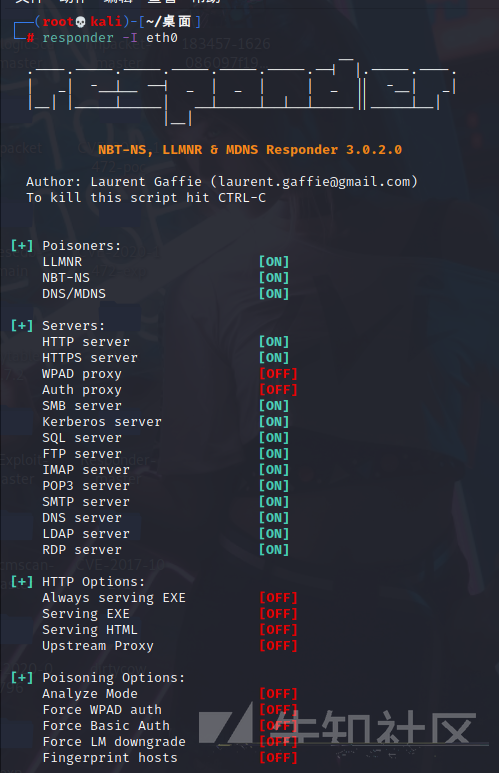 ┌──(root💀kali)-[~/桌面]
└─# responder -I eth0
NBT-NS, LLMNR & MDNS Responder 3.0.2.0
Author: Laurent Gaffie (laurent.gaffie@gmail.com)
To kill this script hit CTRL-C
[+] Poisoners:
LLMNR [ON]
NBT-NS [ON]
DNS/MDNS [ON]
[+] Servers:
HTTP server [ON]
HTTPS server [ON]
WPAD proxy [OFF]
Auth proxy [OFF]
SMB server [ON]
Kerberos server [ON]
SQL server [ON]
FTP server [ON]
IMAP server [ON]
POP3 server [ON]
SMTP server [ON]
DNS server [ON]
LDAP server [ON]
RDP server [ON]
[+] HTTP Options:
Always serving EXE [OFF]
Serving EXE [OFF]
Serving HTML [OFF]
Upstream Proxy [OFF]
[+] Poisoning Options:
Analyze Mode [OFF]
Force WPAD auth [OFF]
Force Basic Auth [OFF]
Force LM downgrade [OFF]
Fingerprint hosts [OFF]